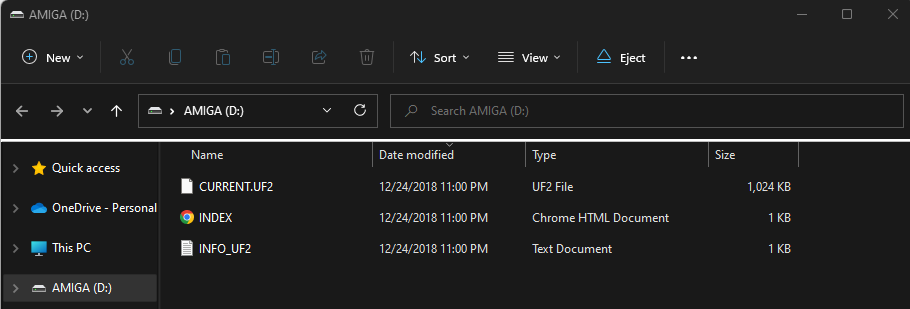 AMIGA (D:)
New Sort View Eject
AMIGA (D:) Search AMIGA (D:)
Quick access
OneDrive - Personal
This PC
AMIGA (D:)
Name Date modified Type Size
CURRENT.UF2 12/24/2018 11:00 PM UF2 File 1,024 KB
INDEX 12/24/2018 11:00 PM Chrome HTML Document 1 KB
INFO_UF2 12/24/2018 11:00 PM Text Document 1 KB